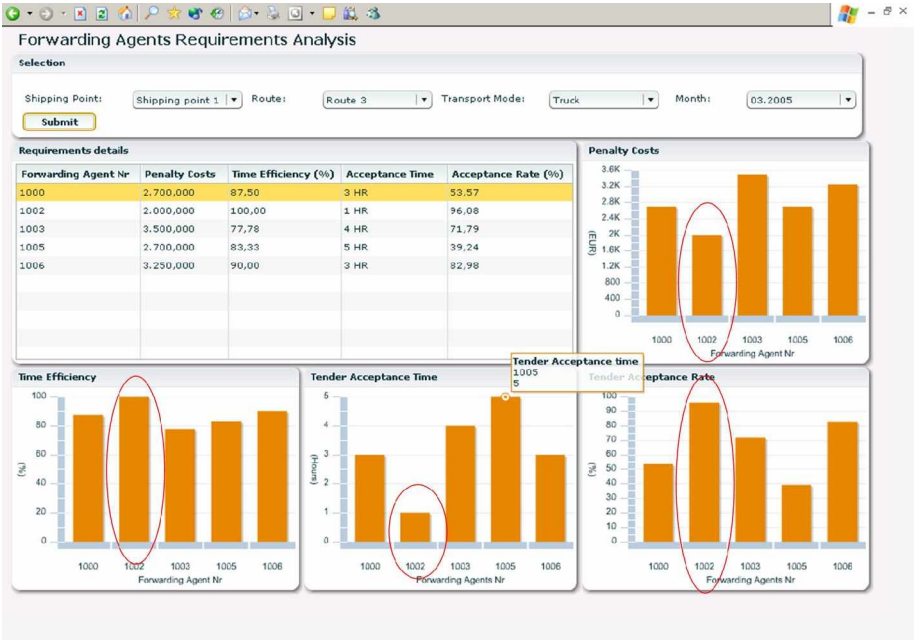 Forwarding Agents Requirements Analysis
Selection
Shipping Point: Shipping point 1 Route: Route 3 Transport Mode: Truck Month: 03.2005
Submit
Requirements details
Forwarding Agent Nr Penalty Costs Time Efficiency (%) Acceptance Time Acceptance Rate (%)
1000 2.700,000 87,50 3 HR 53.57
1002 2.000,000 100,00 1 HR 96,08
1003 3.500,000 77,78 4 HR 71,79
1005 2.700,000 83,33 5 HR 39,24
1006 3.250,000 90,00 3 HR 82,98
Penalty Costs
3.6K
3.2K
2.8K
2.4K
2K
1.6K
1.2K
800
400
0
(EUR)
1000 1002 1003 1005 1006
Forwarding Agent Nr
Time Efficiency
100
80
60
40
20
0
(%)
1000 1002 1003 1005 1006
Forwarding Agent Nr
Tender Acceptance Time
5
4
3
2
1
0
(Hours)
1000 1002 1003 1005 1006
Forwarding Agents Nr
Tender Acceptance time
1005
5
Tender Acceptance Rate
100
90
80
70
60
50
40
30
20
10
0
(%)
1000 1002 1003 1005 1006
Forwarding Agents Nr